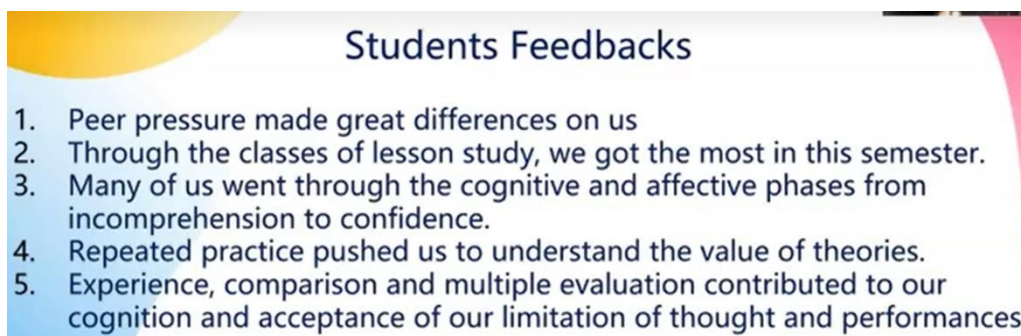 Students Feedbacks
1. Peer pressure made great differences on us
2. Through the classes of lesson study, we got the most in this semester.
3. Many of us went through the cognitive and affective phases from
incomprehension to confidence.
4. Repeated practice pushed us to understand the value of theories.
5. Experience, comparison and multiple evaluation contributed to our
cognition and acceptance of our limitation of thought and performances